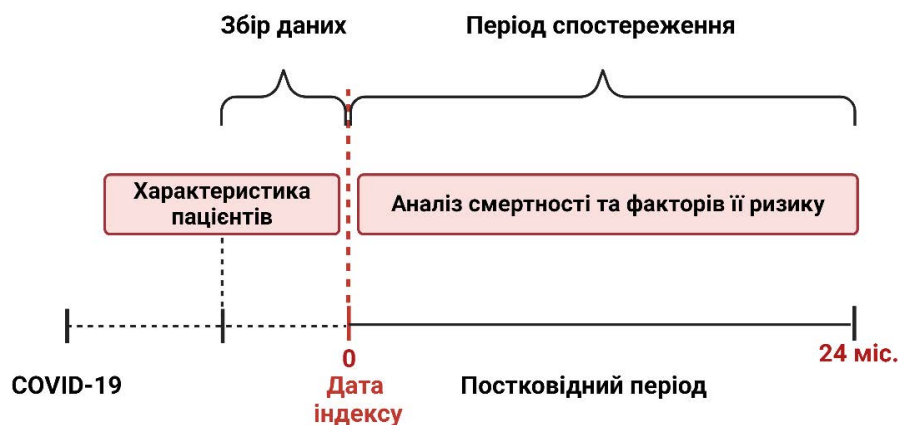 Збір даних
Період спостереження
Характеристика
пацієнтів
Аналіз смертності та факторів її ризику
0
24 міс.
COVID-19
Дата
індексу
Постковідний період